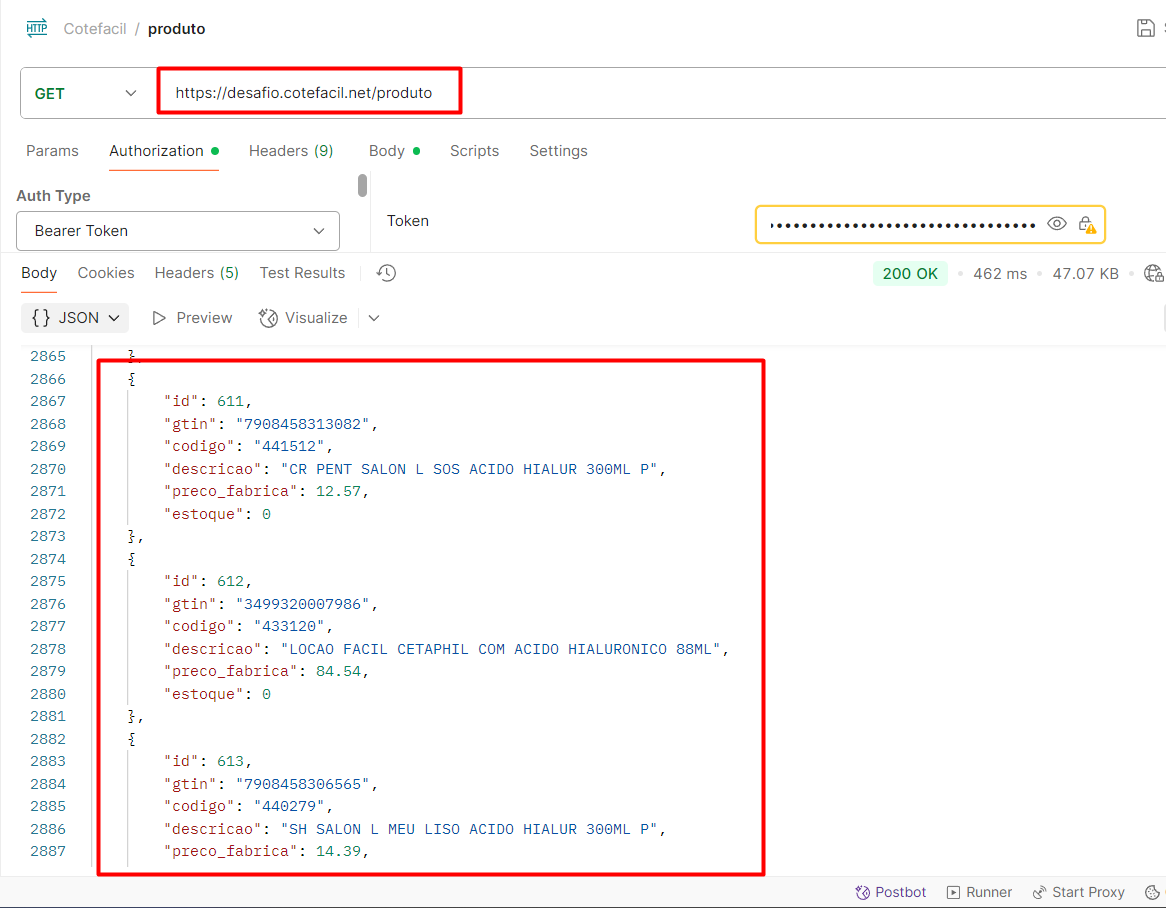 HTTP Cotefacil / produto
GET https://desafio.cotefacil.net/produto
Params Authorization Headers (9) Body Scripts Settings
Auth Type
Bearer Token
Token
Body Cookies Headers (5) Test Results 200 OK 462 ms 47.07 KB
{} JSON Preview Visualize
2865 },
2866 {
2867 "id": 611,
2868 "gtin": "7908458313082",
2869 "codigo": "441512",
2870 "descricao": "CR PENT SALON L SOS ACIDO HIALUR 300ML P",
2871 "preco_fabrica": 12.57,
2872 "estoque": 0
2873 },
2874 {
2875 "id": 612,
2876 "gtin": "3499320007986",
2877 "codigo": "433120",
2878 "descricao": "LOCAO FACIL CETAPHIL COM ACIDO HIALURONICO 88ML",
2879 "preco_fabrica": 84.54,
2880 "estoque": 0
2881 },
2882 {
2883 "id": 613,
2884 "gtin": "7908458306565",
2885 "codigo": "440279",
2886 "descricao": "SH SALON L MEU LISO ACIDO HIALUR 300ML P",
2887 "preco_fabrica": 14.39,
Postbot Runner Start Proxy